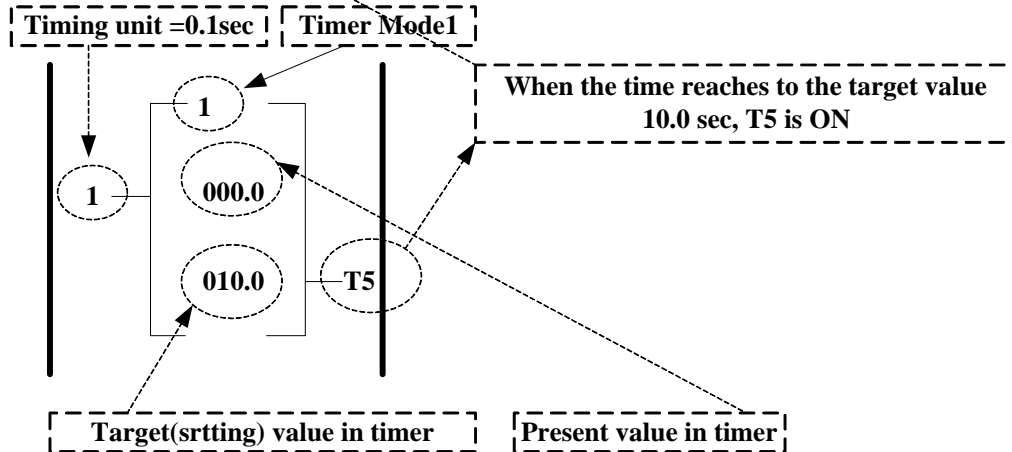 Timing unit =0.1sec
Timer Mode1
When the time reaches to the target value
10.0 sec, T5 is ON
1
1
000.0
010.0
T5
Target(srtting) value in timer
Present value in timer